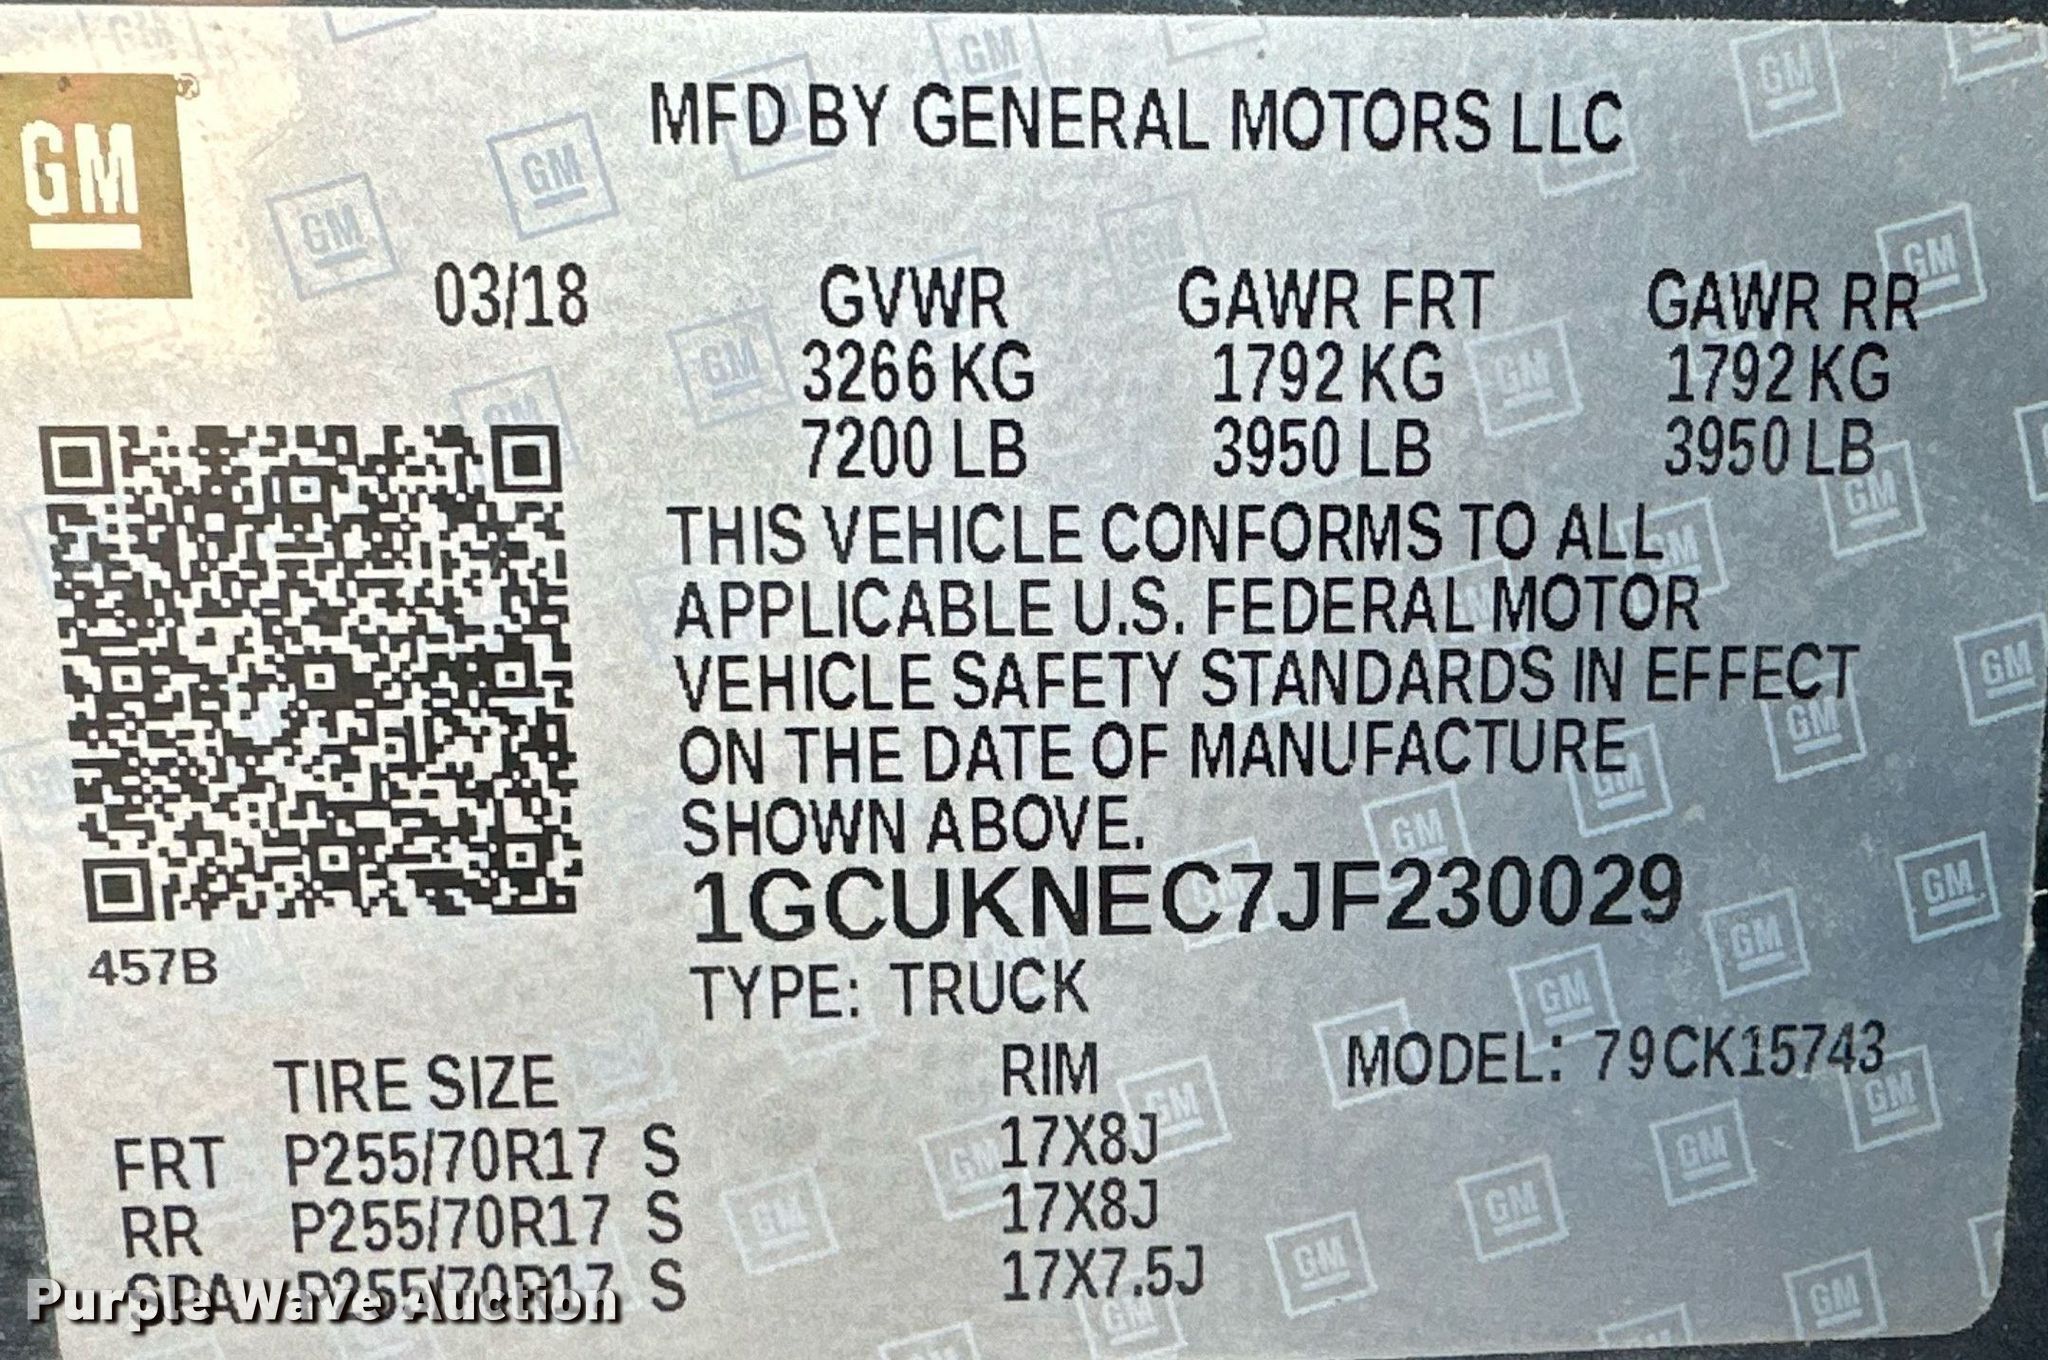 GM
MFD BY GENERAL MOTORS LLC
03/18 GVWR GAWR FRT GAWR RR
3266 KG 1792 KG 1792 KG
7200 LB 3950 LB 3950 LB
THIS VEHICLE CONFORMS TO ALL
APPLICABLE U.S. FEDERAL MOTOR
VEHICLE SAFETY STANDARDS IN EFFECT
ON THE DATE OF MANUFACTURE
SHOWN ABOVE.
1GCUKNEC7JF230029
457B
TYPE: TRUCK
TIRE SIZE RIM MODEL: 79CK15743
FRT P255/70R17 S 17X8J
RR P255/70R17 S 17X8J
SPA P255/70R17 S 17X7.5J
Purple Wave Auction